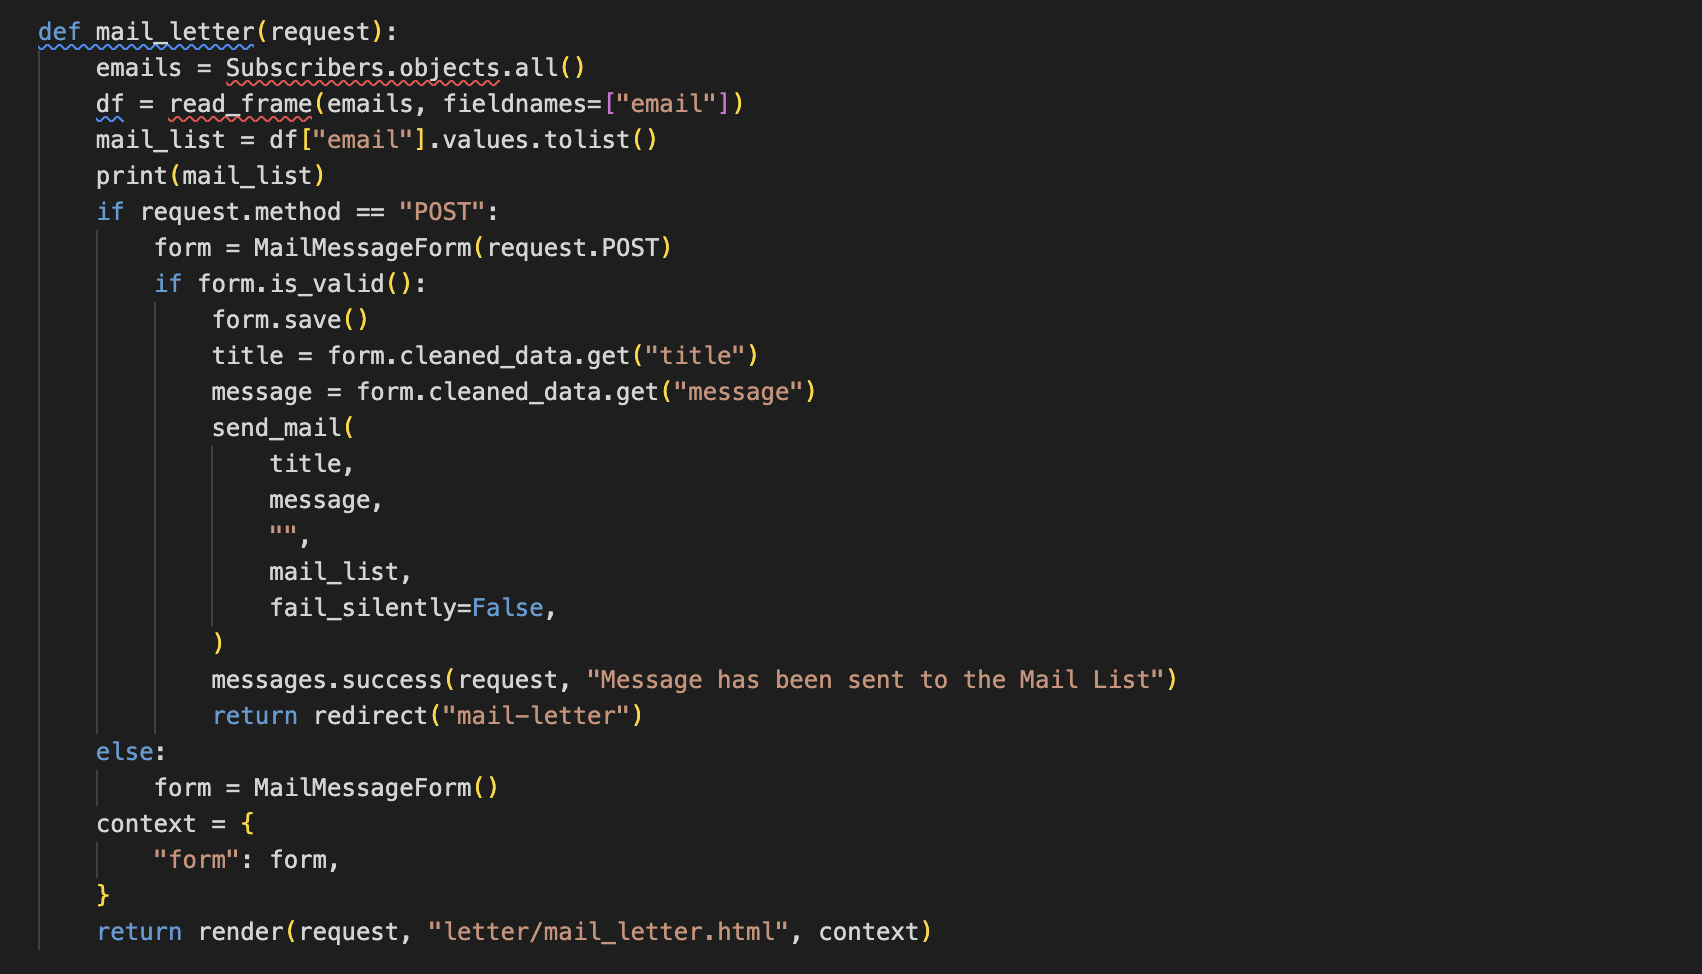 def mail_letter(request):
    emails = Subscribers.objects.all()
    df = read_frame(emails, fieldnames=["email"])
    mail_list = df["email"].values.tolist()
    print(mail_list)
    if request.method == "POST":
        form = MailMessageForm(request.POST)
        if form.is_valid():
            form.save()
            title = form.cleaned_data.get("title")
            message = form.cleaned_data.get("message")
            send_mail(
                title,
                message,
                "",
                mail_list,
                fail_silently=False,
            )
            messages.success(request, "Message has been sent to the Mail List")
            return redirect("mail-letter")
    else:
        form = MailMessageForm()
    context = {
        "form": form,
    }
    return render(request, "letter/mail_letter.html", context)